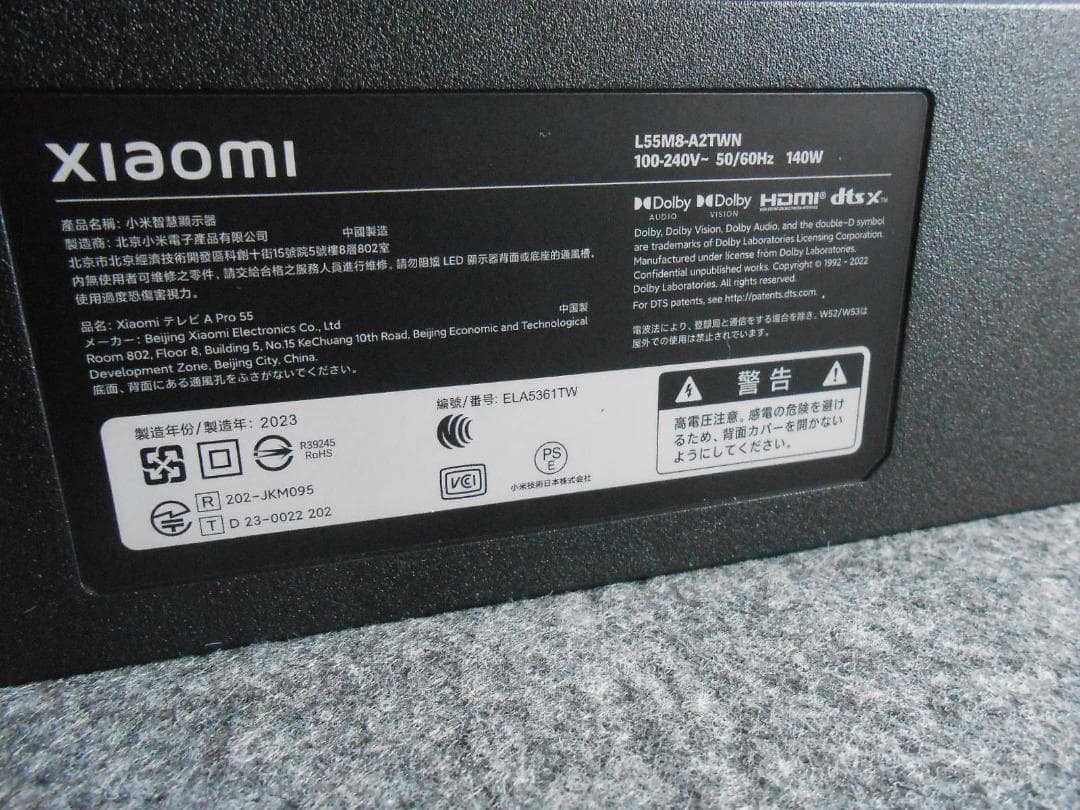 xiaomi
L55M8-A2TWN
100-240V~ 50/60Hz 140W
產品名稱: 小米智慧顯示器
製造商: 北京小米電子產品有限公司 中國製造
北京市北京經濟技術開發區科創十街15號院5號樓8層802室
內無使用者可維修之零件, 請交給合格之服務人員進行維修。請勿阻擋 LED 顯示器背面或底座的通風槽。
使用過度恐傷害視力。
品名: Xiaomi テレビ A Pro 55 中国製
メーカー: Beijing Xiaomi Electronics Co., Ltd
Room 802, Floor 8, Building 5, No.15 KeChuang 10th Road, Beijing Economic and Technological
Development Zone, Beijing City, China.
底面、背面にある通風孔をふさがないでください。
Dolby AUDIO Dolby VISION HDMI® dts X™
Dolby, Dolby Vision, Dolby Audio, and the double-D symbol
are trademarks of Dolby Laboratories Licensing Corporation.
Manufactured under license from Dolby Laboratories.
Confidential unpublished works. Copyright © 1992 - 2022
Dolby Laboratories. All rights reserved.
For DTS patents, see http://patents.dts.com.
電波法により、登録局と通信をする場合を除き、W52/W53は
屋外での使用は禁止されています。
製造年份/製造年: 2023
R39245
RoHS
R 202-JKM095
T D 23-0022 202
編號/番号: ELA5361TW
VCCI
PS
E
小米技術日本株式会社
警告
高電圧注意。感電の危険を避け
るため、背面カバーを開かない
ようにしてください。